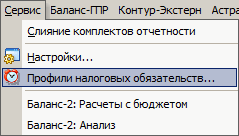 Сервис Баланс-ГПР Контур-Экстерн Астра
Слияние комплектов отчетности
Настройки...
Профили налоговых обязательств...
Баланс-2: Расчеты с бюджетом
Баланс-2: Анализ